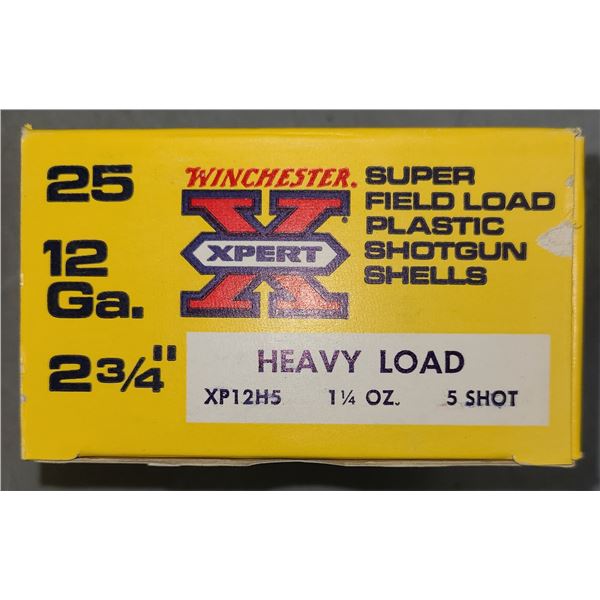 25
12
Ga.
2 3/4"
WINCHESTER.
XPERT
SUPER
FIELD LOAD
PLASTIC
SHOTGUN
SHELLS
HEAVY LOAD
XP12H5 1¼ OZ. 5 SHOT